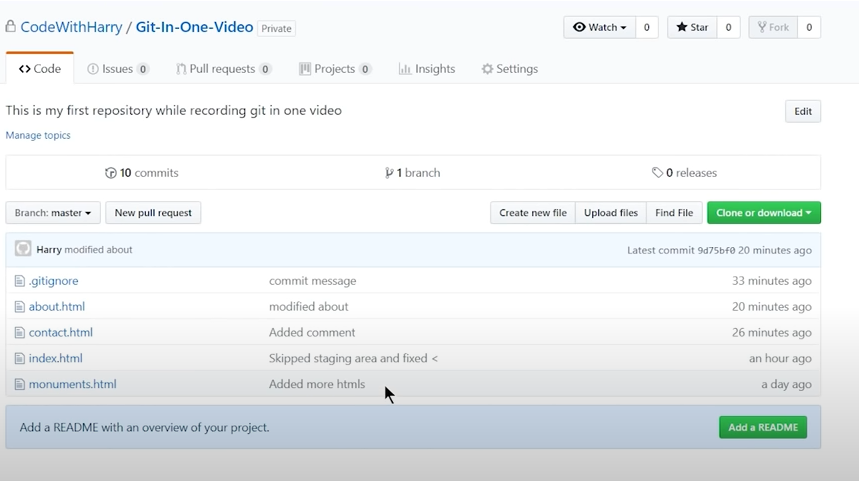 CodeWithHarry / Git-In-One-Video Private Watch 0 Star 0 Fork 0
Code Issues 0 Pull requests 0 Projects 0 Insights Settings
This is my first repository while recording git in one video Edit
Manage topics
10 commits 1 branch 0 releases
Branch: master New pull request Create new file Upload files Find File Clone or download
Harry modified about Latest commit 9d75bf0 20 minutes ago
.gitignore commit message 33 minutes ago
about.html modified about 20 minutes ago
contact.html Added comment 26 minutes ago
index.html Skipped staging area and fixed < an hour ago
monuments.html Added more htmls a day ago
Add a README with an overview of your project. Add a README